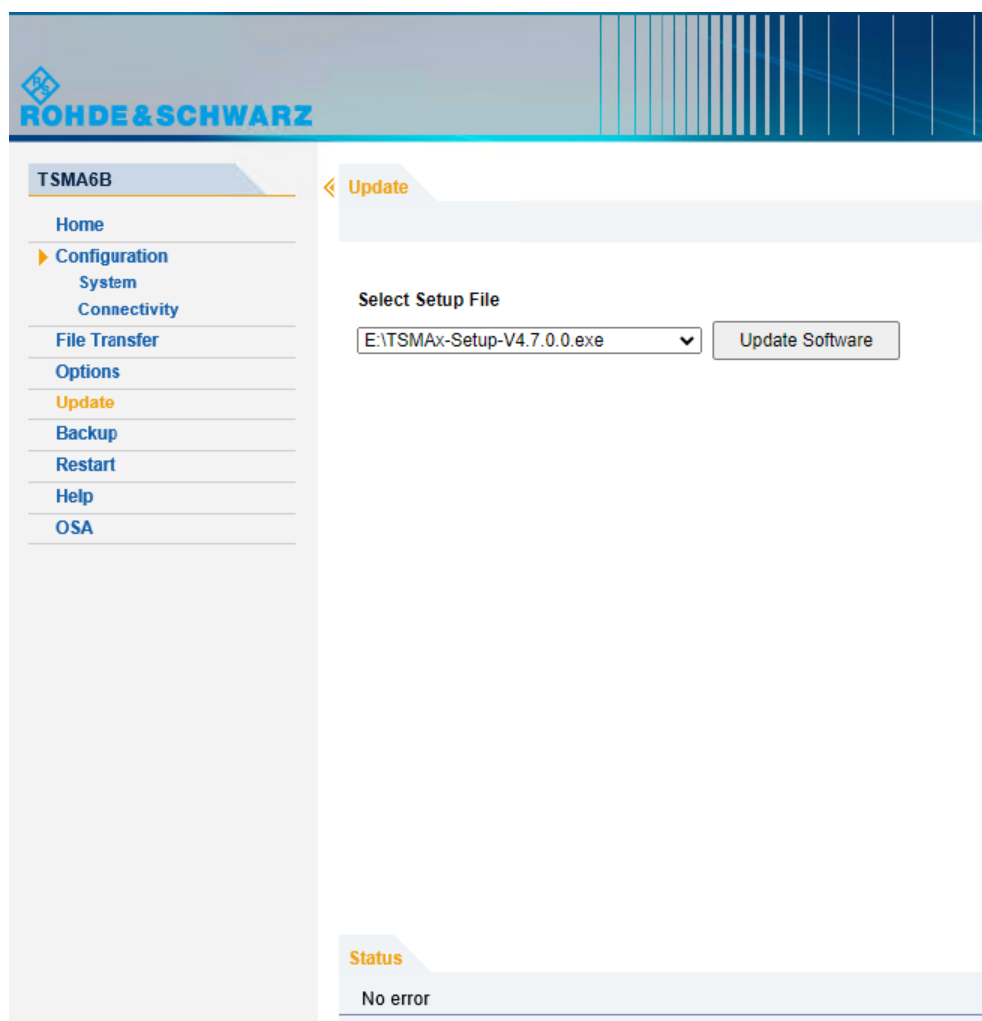 R&S
ROHDE&SCHWARZ
TSMA6B
Home
Configuration
System
Connectivity
File Transfer
Options
Update
Backup
Restart
Help
OSA
Update
Select Setup File
E:\TSMAx-Setup-V4.7.0.0.exe
Update Software
Status
No error